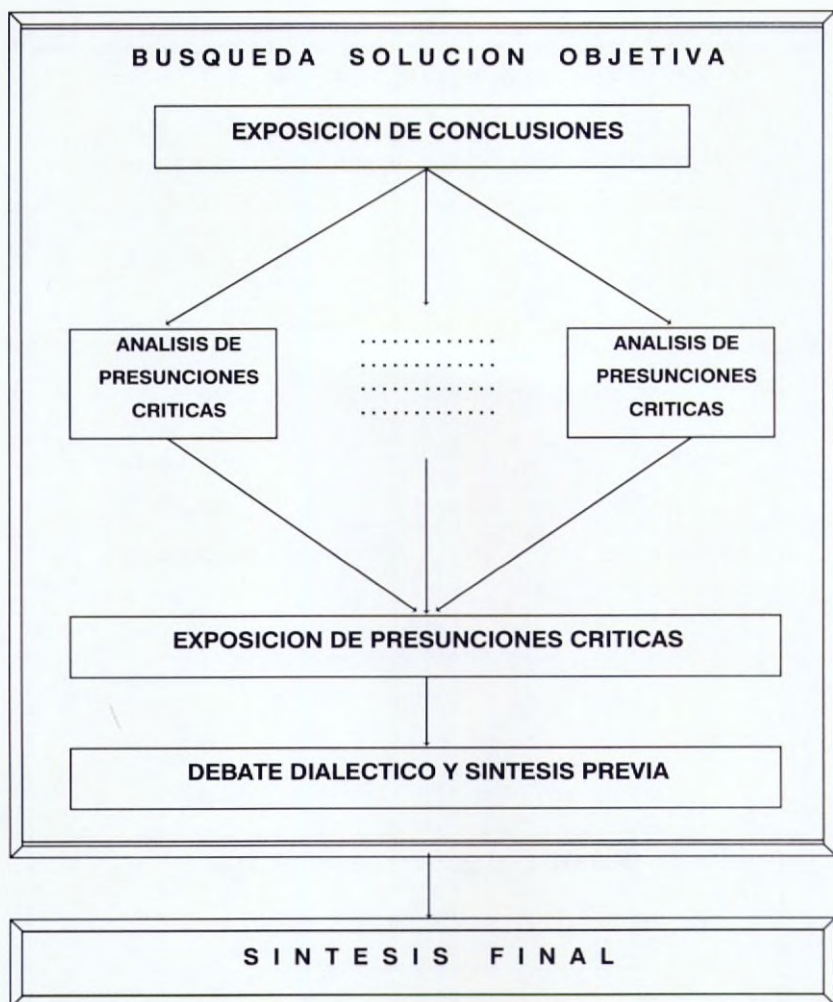 BUSQUEDA SOLUCION OBJETIVA
EXPOSICION DE CONCLUSIONES
ANALISIS DE
PRESUNCIONES
CRITICAS
.............
.............
.............
.............
ANALISIS DE
PRESUNCIONES
CRITICAS
EXPOSICION DE PRESUNCIONES CRITICAS
DEBATE DIALECTICO Y SINTESIS PREVIA
SINTESIS FINAL